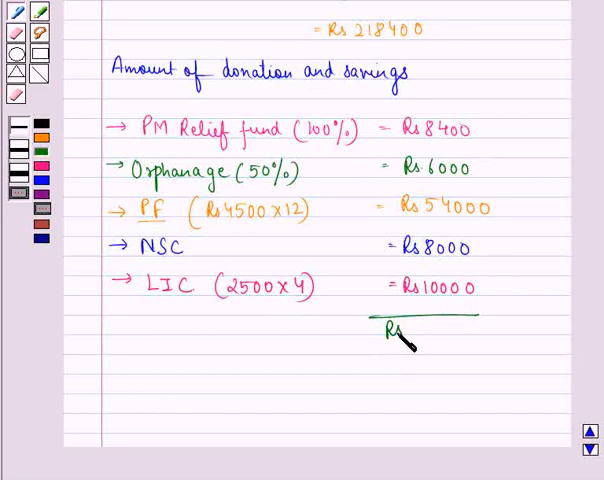 = Rs 218400
Amount of donation and savings
→ PM Relief fund (100%) = Rs 8400
→ Orphanage (50%) = Rs. 6000
→ PF (Rs 4500 × 12) = Rs 54000
→ NSC = Rs 8000
→ LIC (2500 × 4) = Rs 10000
Rs